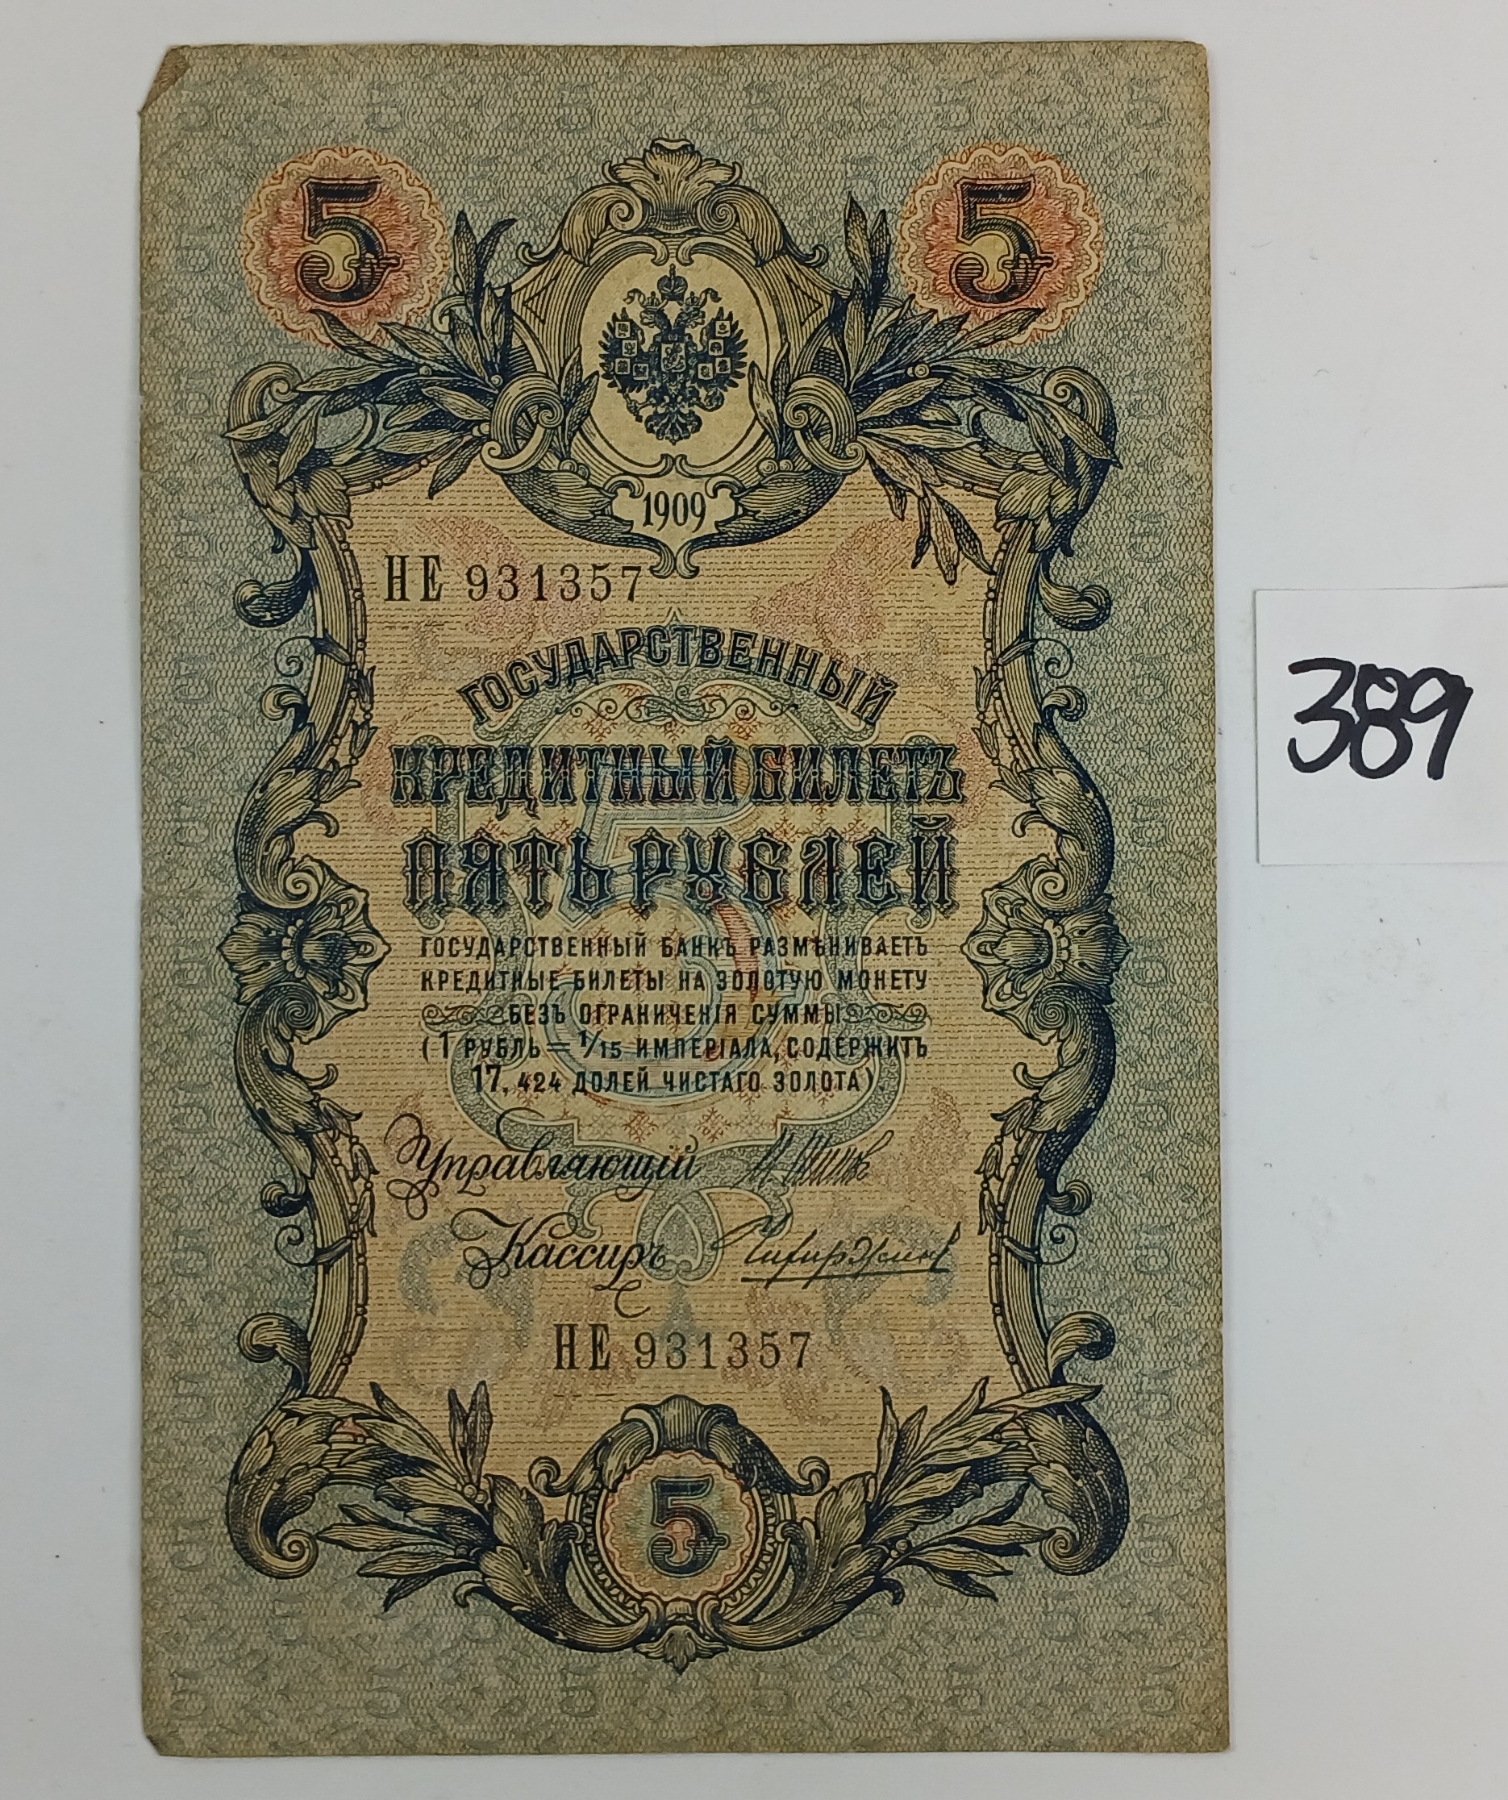 5 5
1909
НЕ 931357
ГОСУДАРСТВЕННЫЙ
КРЕДИТНЫЙ БИЛЕТЪ
ПЯТЬ РУБЛЕЙ
ГОСУДАРСТВЕННЫЙ БАНКЪ РАЗМѢНИВАЕТЪ
КРЕДИТНЫЕ БИЛЕТЫ НА ЗОЛОТУЮ МОНЕТУ
БЕЗЪ ОГРАНИЧЕНІЯ СУММЫ
(1 РУБЛЬ = 1/15 ИМПЕРІАЛА, СОДЕРЖИТЪ
17,424 ДОЛЕЙ ЧИСТАГО ЗОЛОТА).
Управляющій
Кассиръ
НЕ 931357
5
389